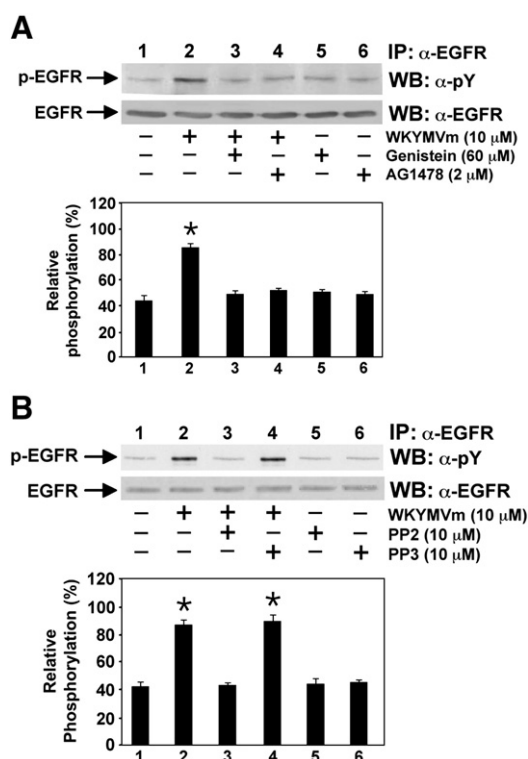 A
1 2 3 4 5 6 IP: α-EGFR
p-EGFR WB: α-pY
EGFR WB: α-EGFR
– + + + – – WKYMVm (10 μM)
– – + – + – Genistein (60 μM)
– – – + – + AG1478 (2 μM)
Relative
phosphorylation (%)
120
100
80
60
40
20
0
*
1 2 3 4 5 6
B
1 2 3 4 5 6 IP: α-EGFR
p-EGFR WB: α-pY
EGFR WB: α-EGFR
– + + + – – WKYMVm (10 μM)
– – + – + – PP2 (10 μM)
– – – + – + PP3 (10 μM)
Relative
Phosphorylation (%)
120
100
80
60
40
20
0
* *
1 2 3 4 5 6